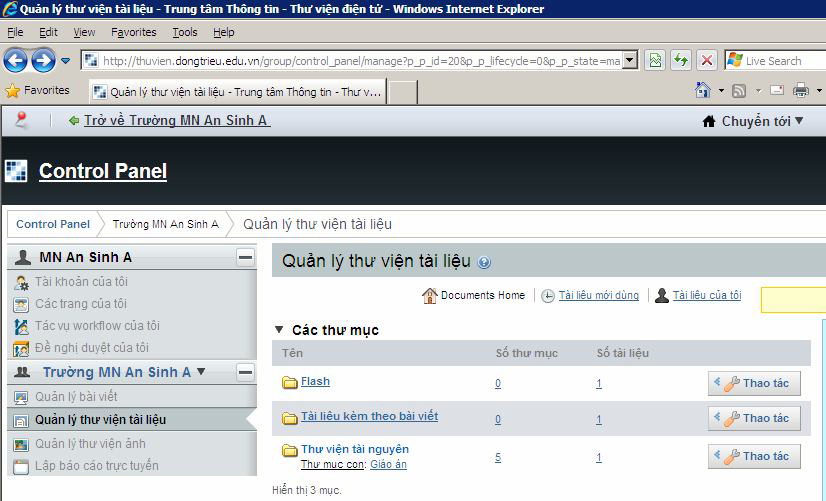 Quản lý thư viện tài liệu - Trung tâm Thông tin - Thư viện điện tử - Windows Internet Explorer
File Edit View Favorites Tools Help
http://thuvien.dongtrieu.edu.vn/group/control_panel/manage?p_p_id=20&p_p_lifecycle=0&p_p_state=ma
Live Search
Favorites
Quản lý thư viện tài liệu - Trung tâm Thông tin - Thư v...
Trở về Trường MN An Sinh A
Chuyển tới
Control Panel
Control Panel Trường MN An Sinh A Quản lý thư viện tài liệu
MN An Sinh A
Tài khoản của tôi
Các trang của tôi
Tác vụ workflow của tôi
Đề nghị duyệt của tôi
Trường MN An Sinh A
Quản lý bài viết
Quản lý thư viện tài liệu
Quản lý thư viện ảnh
Lập báo cáo trực tuyến
Quản lý thư viện tài liệu
Documents Home Tài liệu mới dùng Tài liệu của tôi
Các thư mục
Tên Số thư mục Số tài liệu
Flash 0 1 Thao tác
Tài liêu kèm theo bài viết 0 1 Thao tác
Thư viện tài nguyên 5 1 Thao tác
Thư mục con: Giáo án
Hiển thị 3 mục.